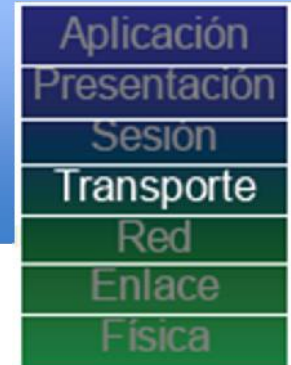 Aplicación
Presentación
Sesión
Transporte
Red
Enlace
Física